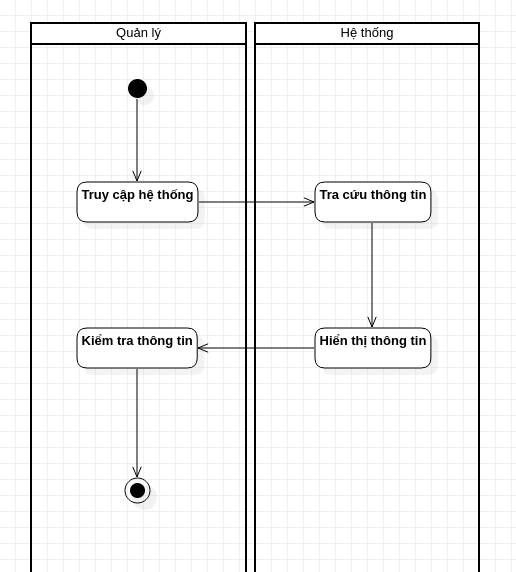 Quản lý
Hệ thống
Truy cập hệ thống
Tra cứu thông tin
Kiểm tra thông tin
Hiển thị thông tin